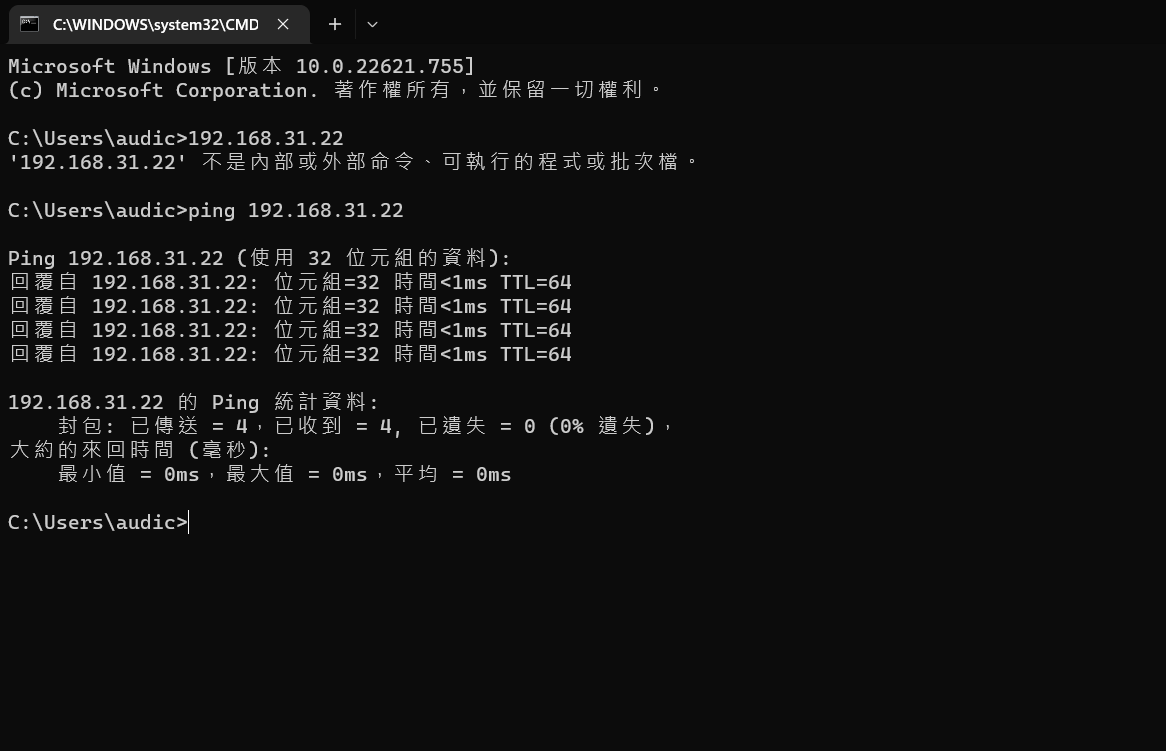 C:\WINDOWS\system32\CMD
Microsoft Windows [版本 10.0.22621.755]
(c) Microsoft Corporation. 著作權所有，並保留一切權利。
C:\Users\audic>192.168.31.22
'192.168.31.22' 不是內部或外部命令、可執行的程式或批次檔。
C:\Users\audic>ping 192.168.31.22
Ping 192.168.31.22 (使用 32 位元組的資料):
回覆自 192.168.31.22: 位元組=32 時間<1ms TTL=64
回覆自 192.168.31.22: 位元組=32 時間<1ms TTL=64
回覆自 192.168.31.22: 位元組=32 時間<1ms TTL=64
回覆自 192.168.31.22: 位元組=32 時間<1ms TTL=64
192.168.31.22 的 Ping 統計資料:
封包: 已傳送 = 4，已收到 = 4, 已遺失 = 0 (0% 遺失)，
大約的來回時間 (毫秒):
最小值 = 0ms，最大值 = 0ms，平均 = 0ms
C:\Users\audic>